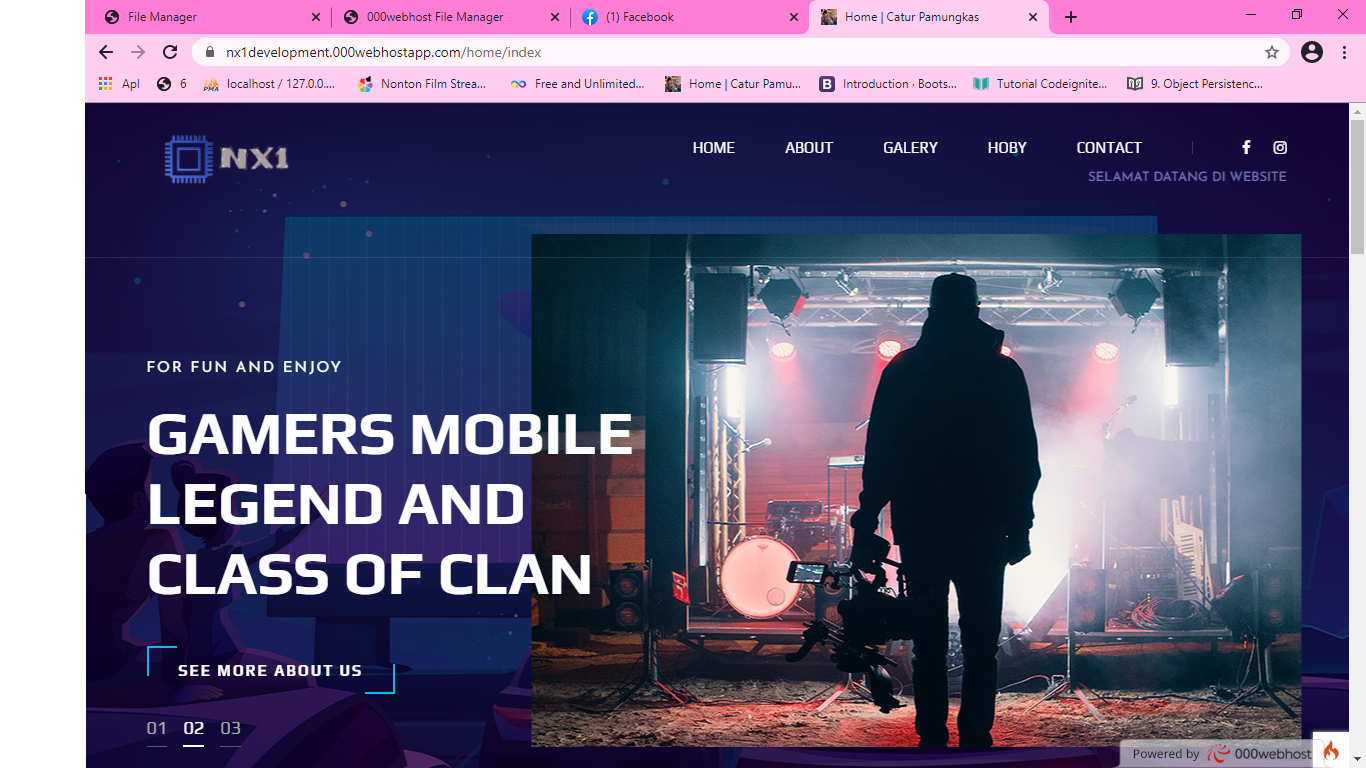 File Manager
000webhost File Manager
(1) Facebook
Home | Catur Pamungkas
nx1development.000webhostapp.com/home/index
Apl
6
localhost / 127.0.0....
Nonton Film Strea...
Free and Unlimited...
Home | Catur Pamu...
Introduction · Boots...
Tutorial Codeignite...
9. Object Persistenc...
NX1
HOME
ABOUT
GALERY
HOBY
CONTACT
SELAMAT DATANG DI WEBSITE
FOR FUN AND ENJOY
GAMERS MOBILE
LEGEND AND
CLASS OF CLAN
SEE MORE ABOUT US
01 02 03
Powered by 000webhost